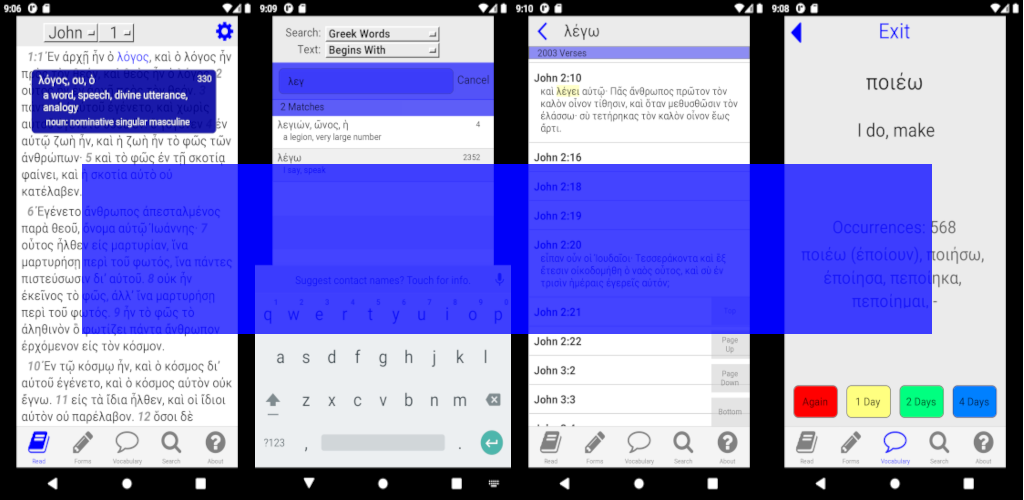 9:06
John 1
1:1 Ἐν ἀρχῇ ἦν ὁ λόγος, καὶ ὁ λόγος ἦν
λόγος, ου, ὁ 330
a word, speech, divine utterance,
analogy
noun: nominative singular masculine
αὐτῷ ζωὴ ἦν, καὶ ἡ ζωὴ ἦν τὸ φῶς τῶν
ἀνθρώπων· 5 καὶ τὸ φῶς ἐν τῇ σκοτίᾳ
φαίνει, καὶ ἡ σκοτία αὐτὸ οὐ
κατέλαβεν.
6 Ἐγένετο ἄνθρωπος ἀπεσταλμένος
παρὰ θεοῦ, ὄνομα αὐτῷ Ἰωάννης· 7
οὗτος ἦλθεν εἰς μαρτυρίαν, ἵνα
μαρτυρήσῃ περὶ τοῦ φωτός, ἵνα πάντες
πιστεύσωσιν δι' αὐτοῦ. 8 οὐκ ἦν
ἐκεῖνος τὸ φῶς, ἀλλ' ἵνα μαρτυρήσῃ
περὶ τοῦ φωτός. 9 ἦν τὸ φῶς τὸ
ἀληθινὸν ὃ φωτίζει πάντα ἄνθρωπον
ἐρχόμενον εἰς τὸν κόσμον.
10 Ἐν τῷ κόσμῳ ἦν, καὶ ὁ κόσμος δι'
αὐτοῦ ἐγένετο, καὶ ὁ κόσμος αὐτὸν οὐκ
ἔγνω. 11 εἰς τὰ ἴδια ἦλθεν, καὶ οἱ ἴδιοι
αὐτὸν οὐ παρέλαβον. 12 ὅσοι δὲ
Read Forms Vocabulary Search About
9:09
Search: Greek Words
Text: Begins With
λεγ Cancel
2 Matches
λεγιών, ῶνος, ἡ 4
a legion, very large number
λέγω 2352
I say, speak
Suggest contact names? Touch for info.
1 2 3 4 5 6 7 8 9 0
q w e r t y u i o p
a s d f g h j k l
z x c v b n m
?123 , .
9:10
λέγω
2003 Verses
John 2:10
καὶ λέγει αὐτῷ· Πᾶς ἄνθρωπος πρῶτον τὸν
καλὸν οἶνον τίθησιν, καὶ ὅταν μεθυσθῶσιν τὸν
ἐλάσσω· σὺ τετήρηκας τὸν καλὸν οἶνον ἕως
ἄρτι.
John 2:16
John 2:18
John 2:19
John 2:20
εἶπαν οὖν οἱ Ἰουδαῖοι· Τεσσεράκοντα καὶ ἓξ
ἔτεσιν οἰκοδομήθη ὁ ναὸς οὗτος, καὶ σὺ ἐν
τρισὶν ἡμέραις ἐγερεῖς αὐτόν;
John 2:21
Top
John 2:22
Page
Up
John 3:2
Page
Down
John 3:3
Bottom
Read Forms Vocabulary Search About
9:08
Exit
ποιέω
I do, make
Occurrences: 568
ποιέω (ἐποίουν), ποιήσω,
ἐποίησα, πεποίηκα,
πεποίημαι, -
Again 1 Day 2 Days 4 Days
Read Forms Vocabulary Search About